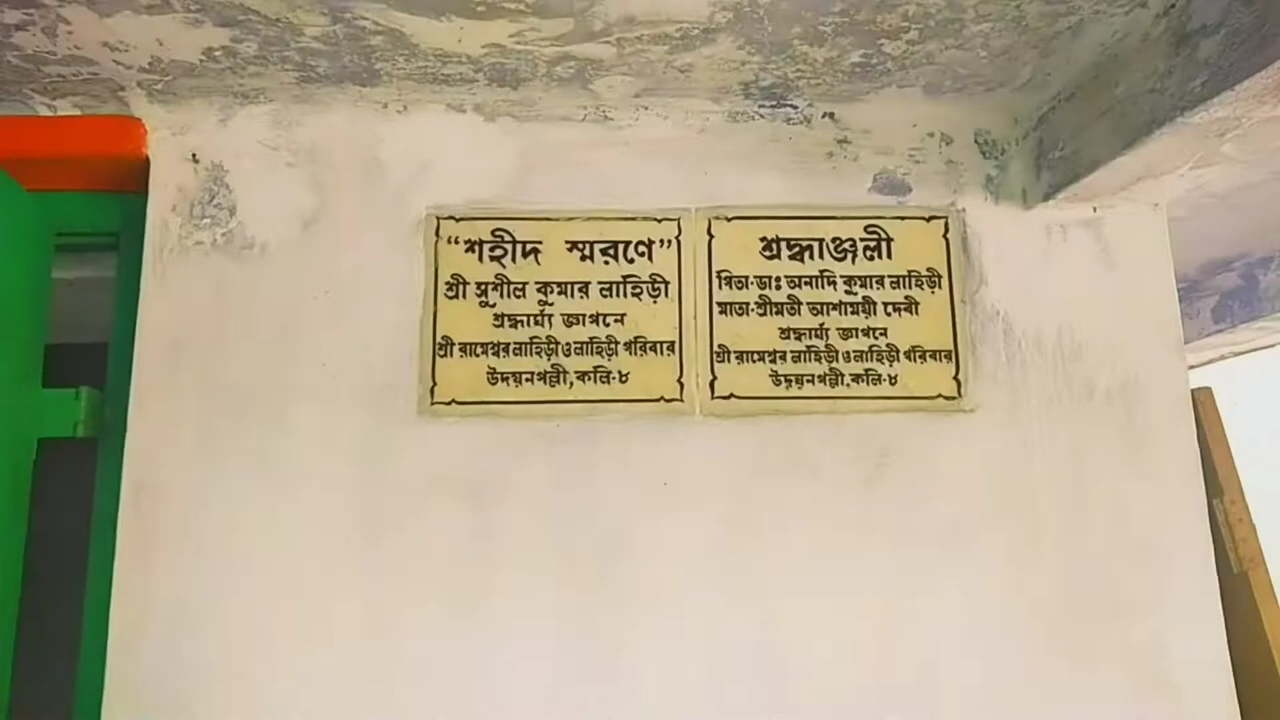 “শহীদ স্মরণে”
শ্রী সুশীল কুমার লাহিড়ী
শ্রদ্ধার্ঘ্য জ্ঞাপনে
শ্রী রামেশ্বর লাহিড়ী ও লাহিড়ী পরিবার
উদয়নপল্লী, কলি-৮
শ্রদ্ধাঞ্জলী
পিতা-ডাঃ অনাদি কুমার লাহিড়ী
মাতা-শ্রীমতী আশাময়ী দেবী
শ্রদ্ধার্ঘ্য জ্ঞাপনে
শ্রী রামেশ্বর লাহিড়ী ও লাহিড়ী পরিবার
উদয়নপল্লী, কলি-৮